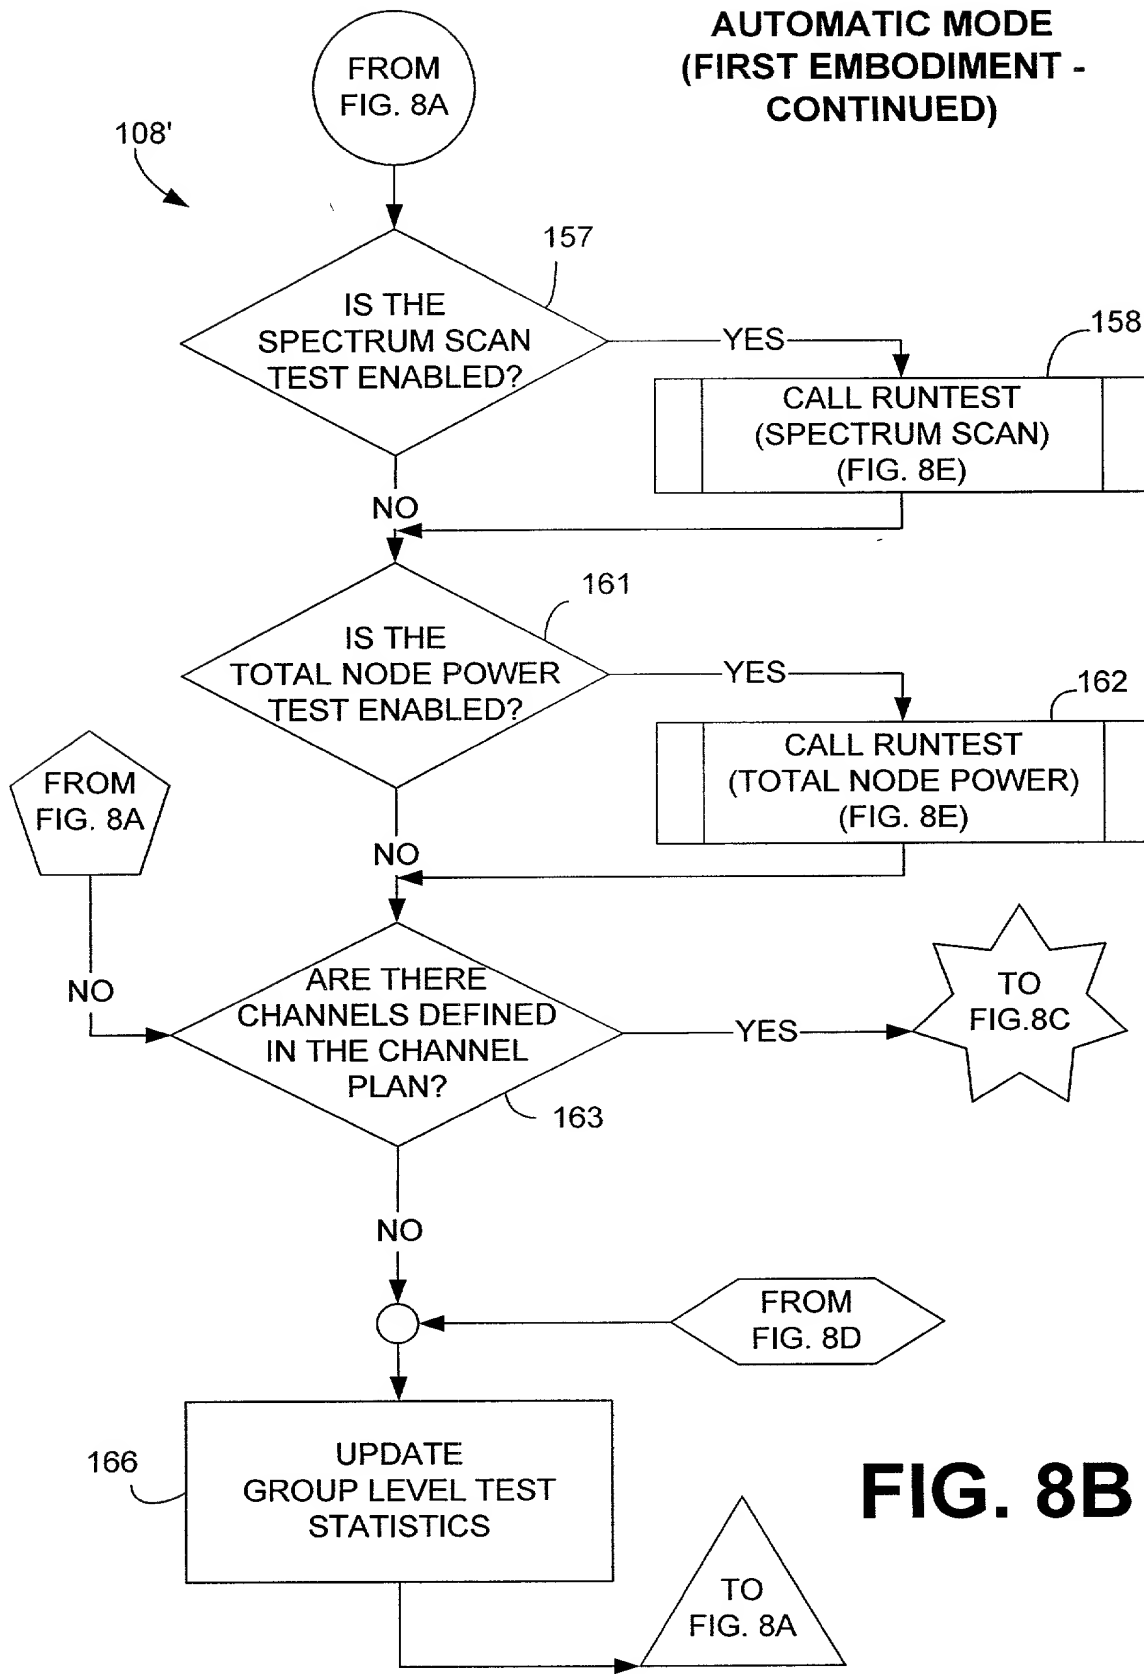 AUTOMATIC MODE
(FIRST EMBODIMENT -
CONTINUED)
FROM
FIG. 8A
108'
157
IS THE
SPECTRUM SCAN
TEST ENABLED?
YES
158
CALL RUNTEST
(SPECTRUM SCAN)
(FIG. 8E)
NO
161
IS THE
TOTAL NODE POWER
TEST ENABLED?
YES
162
CALL RUNTEST
(TOTAL NODE POWER)
(FIG. 8E)
FROM
FIG. 8A
NO
NO
ARE THERE
CHANNELS DEFINED
IN THE CHANNEL
PLAN?
YES
TO
FIG.8C
163
NO
FROM
FIG. 8D
166
UPDATE
GROUP LEVEL TEST
STATISTICS
FIG. 8B
TO
FIG. 8A